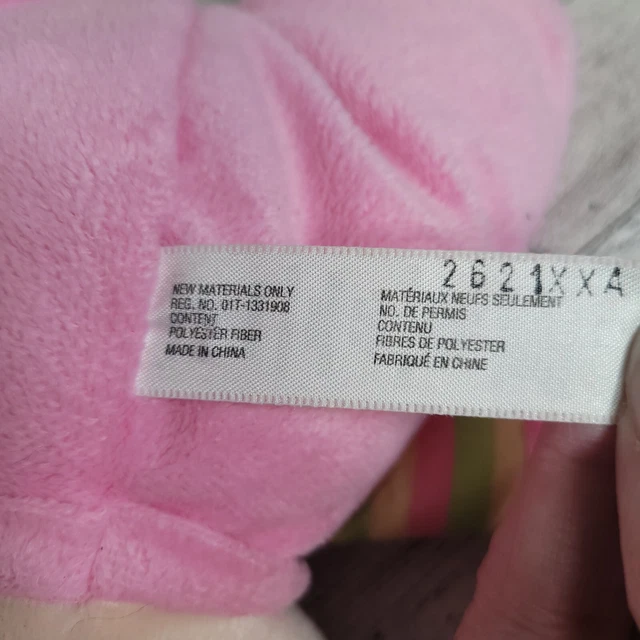 2621XXA
NEW MATERIALS ONLY
REG. NO. 01T-1331908
CONTENT
POLYESTER FIBER
MADE IN CHINA
MATÉRIAUX NEUFS SEULEMENT
NO. DE PERMIS
CONTENU
FIBRES DE POLYESTER
FABRIQUÉ EN CHINE